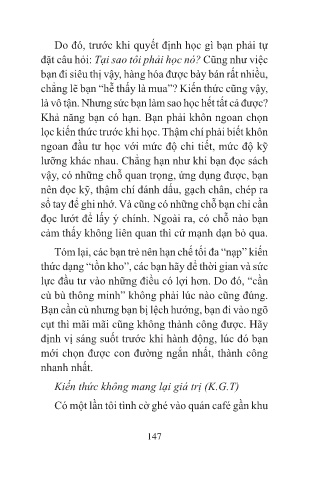 Do đó, trước khi quyết định học gì bạn phải tự
đặt câu hỏi: Tại sao tôi phải học nó? Cũng như việc
bạn đi siêu thị vậy, hàng hóa được bày bán rất nhiều,
chẳng lẽ bạn “hễ thấy là mua”? Kiến thức cũng vậy,
là vô tận. Nhưng sức bạn làm sao học hết tất cả được?
Khả năng bạn có hạn. Bạn phải khôn ngoan chọn
lọc kiến thức trước khi học. Thậm chí phải biết khôn
ngoan đầu tư học với mức độ chi tiết, mức độ kỹ
lưỡng khác nhau. Chẳng hạn như khi bạn đọc sách
vậy, có những chỗ quan trọng, ứng dụng được, bạn
nên đọc kỹ, thậm chí đánh dấu, gạch chân, chép ra
sổ tay để ghi nhớ. Và cũng có những chỗ bạn chỉ cần
đọc lướt để lấy ý chính. Ngoài ra, có chỗ nào bạn
cảm thấy không liên quan thì cứ mạnh dạn bỏ qua.
Tóm lại, các bạn trẻ nên hạn chế tối đa “nạp” kiến
thức dạng “tồn kho”, các bạn hãy để thời gian và sức
lực đầu tư vào những điều có lợi hơn. Do đó, “cần
cù bù thông minh” không phải lúc nào cũng đúng.
Bạn cần cù nhưng bạn bị lệch hướng, bạn đi vào ngõ
cụt thì mãi mãi cũng không thành công được. Hãy
định vị sáng suốt trước khi hành động, lúc đó bạn
mới chọn được con đường ngắn nhất, thành công
nhanh nhất.
Kiến thức không mang lại giá trị (K.G.T)
Có một lần tôi tình cờ ghé vào quán café gần khu
147